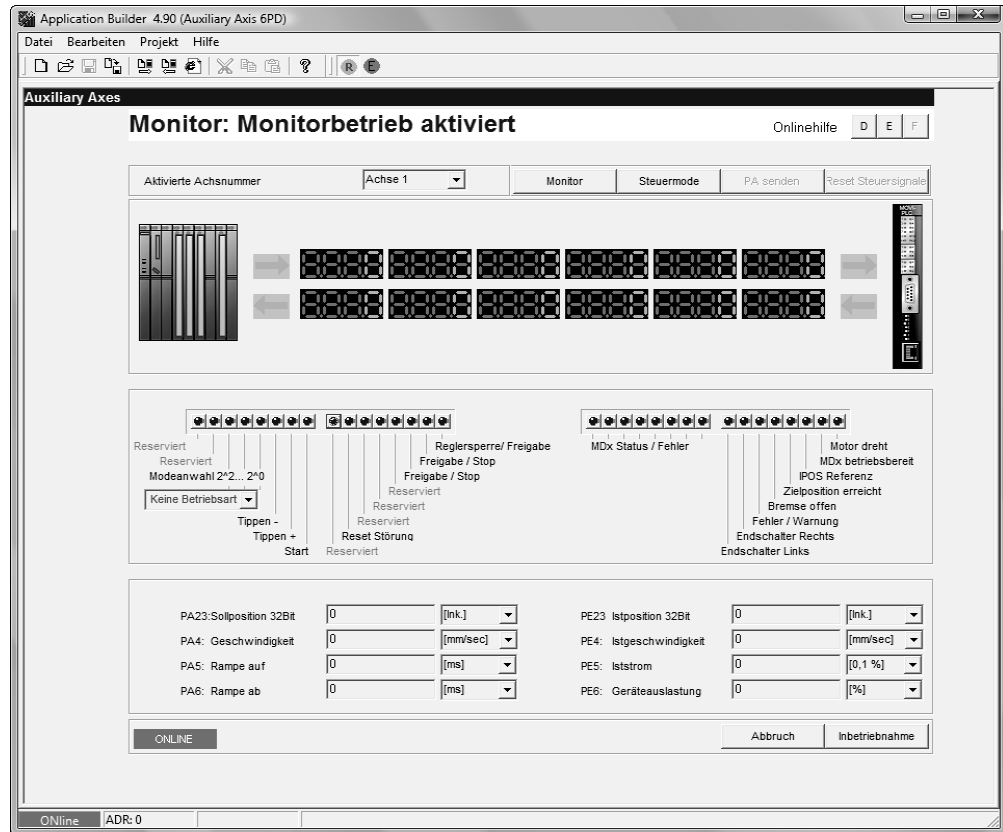 Application Builder 4.90 (Auxiliary Axis 6PD)
Datei Bearbeiten Projekt Hilfe
R E
Auxiliary Axes
Monitor: Monitorbetrieb aktiviert
Onlinehilfe D E F
Aktivierte Achsnummer Achse 1 Monitor Steuermode PA senden Reset Steuersignale
MOVI-PLC
Reserviert
Reserviert
Modeanwahl 2^2... 2^0
Keine Betriebsart
Tippen -
Tippen +
Start
Reglersperre/ Freigabe
Freigabe / Stop
Freigabe / Stop
Reserviert
Reserviert
Reserviert
Reset Störung
Reserviert
MDx Status / Fehler
Motor dreht
MDx betriebsbereit
IPOS Referenz
Zielposition erreicht
Bremse offen
Fehler / Warnung
Endschalter Rechts
Endschalter Links
PA23:Sollposition 32Bit 0 [Ink.]
PA4: Geschwindigkeit 0 [mm/sec]
PA5: Rampe auf 0 [ms]
PA6: Rampe ab 0 [ms]
PE23 Istposition 32Bit 0 [Ink.]
PE4: Istgeschwindigkeit 0 [mm/sec]
PE5: Iststrom 0 [0,1 %]
PE6: Geräteauslastung 0 [%]
ONLINE Abbruch Inbetriebnahme
ONline ADR: 0